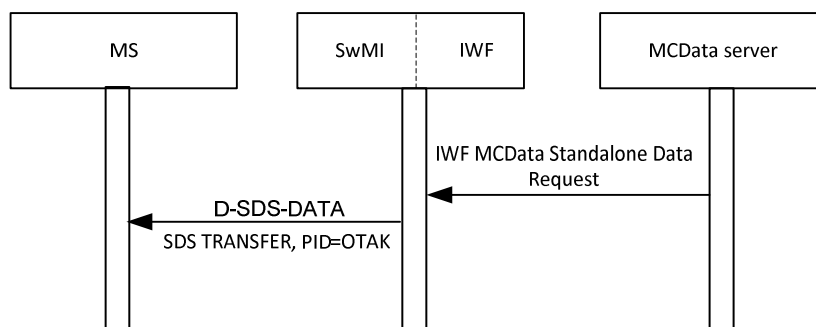 MS
SwMI
IWF
MCData server
IWF MCData Standalone Data
Request
D-SDS-DATA
SDS TRANSFER, PID=OTAK